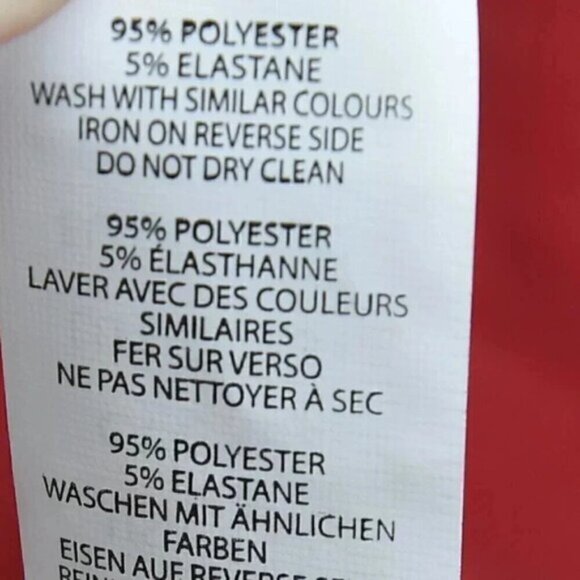 95% POLYESTER
5% ELASTANE
WASH WITH SIMILAR COLOURS
IRON ON REVERSE SIDE
DO NOT DRY CLEAN
95% POLYESTER
5% ÉLASTHANNE
LAVER AVEC DES COULEURS
SIMILAIRES
FER SUR VERSO
NE PAS NETTOYER À SEC
95% POLYESTER
5% ELASTANE
WASCHEN MIT ÄHNLICHEN
FARBEN
EISEN AUF REVERSE